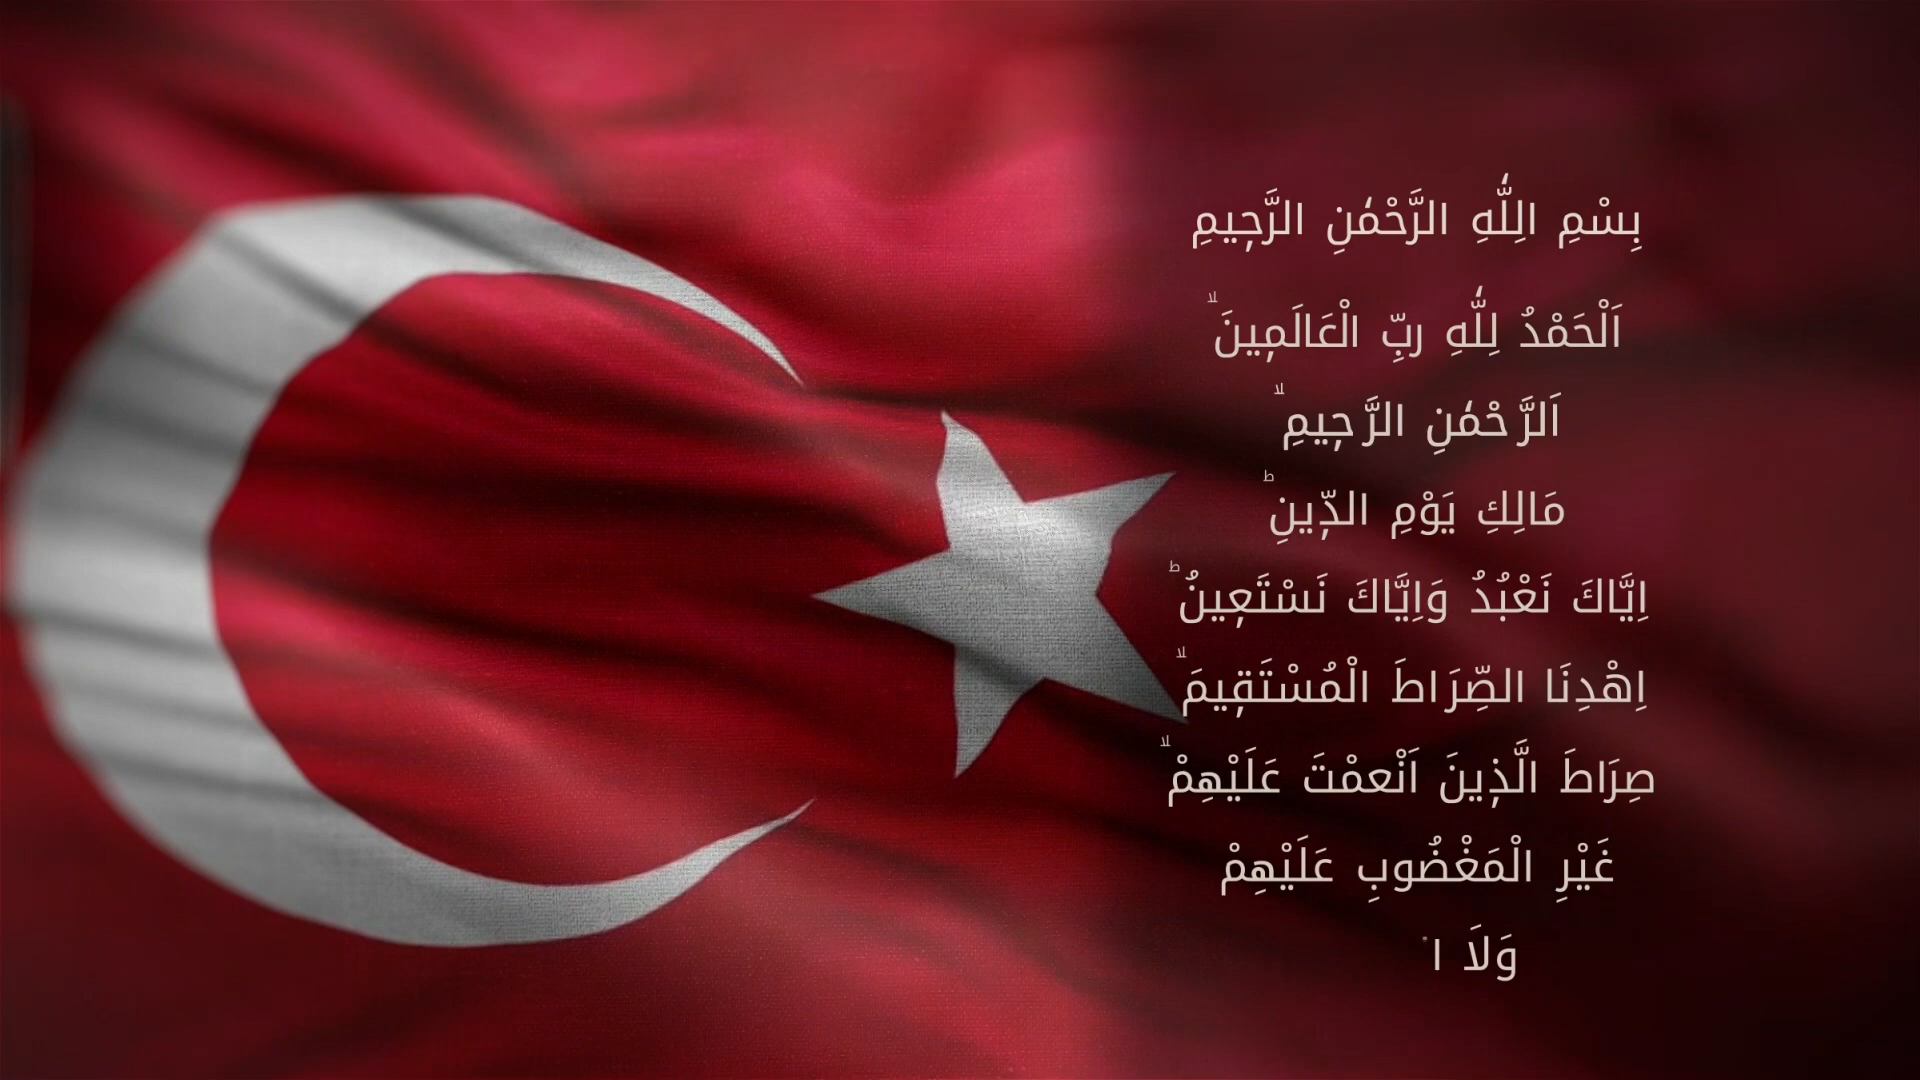 بِسْمِ اللّٰهِ الرَّحْمٰنِ الرَّحٖيمِ
اَلْحَمْدُ لِلّٰهِ ربِّ الْعَالَمٖينَۙ
اَلرَّحْمٰنِ الرَّحٖيمِۙ
مَالِكِ يَوْمِ الدّٖينِؕ
اِيَّاكَ نَعْبُدُ وَاِيَّاكَ نَسْتَعٖينُؕ
اِهْدِنَا الصِّرَاطَ الْمُسْتَقٖيمَۙ
صِرَاطَ الَّذٖينَ اَنْعمْتَ عَلَيْهِمْۙ
غَيْرِ الْمَغْضُوبِ عَلَيْهِمْ
وَلاَ ا